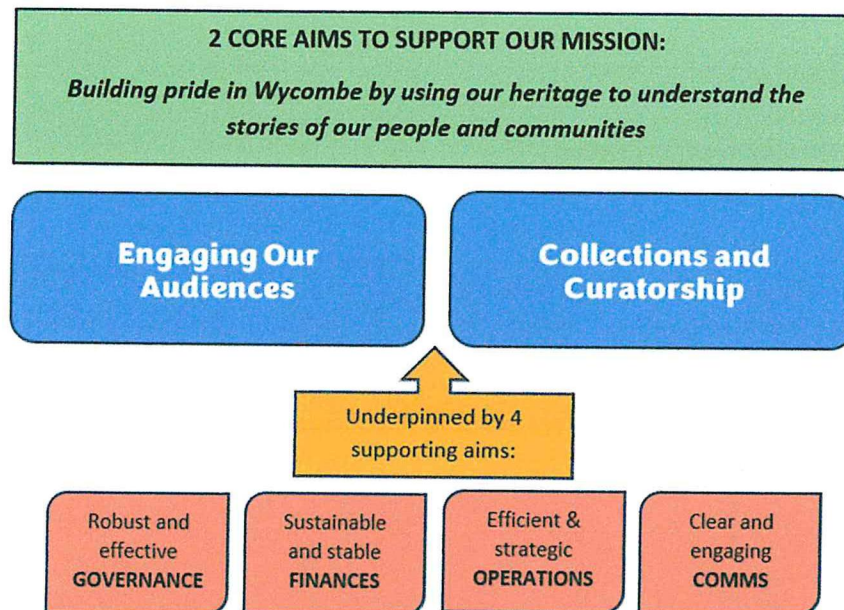 2 CORE AIMS TO SUPPORT OUR MISSION:
Building pride in Wycombe by using our heritage to understand the
stories of our people and communities
Engaging Our
Audiences
Collections and
Curatorship
Underpinned by 4
supporting aims:
Robust and
effective
GOVERNANCE
Sustainable
and stable
FINANCES
Efficient &
strategic
OPERATIONS
Clear and
engaging
COMMS